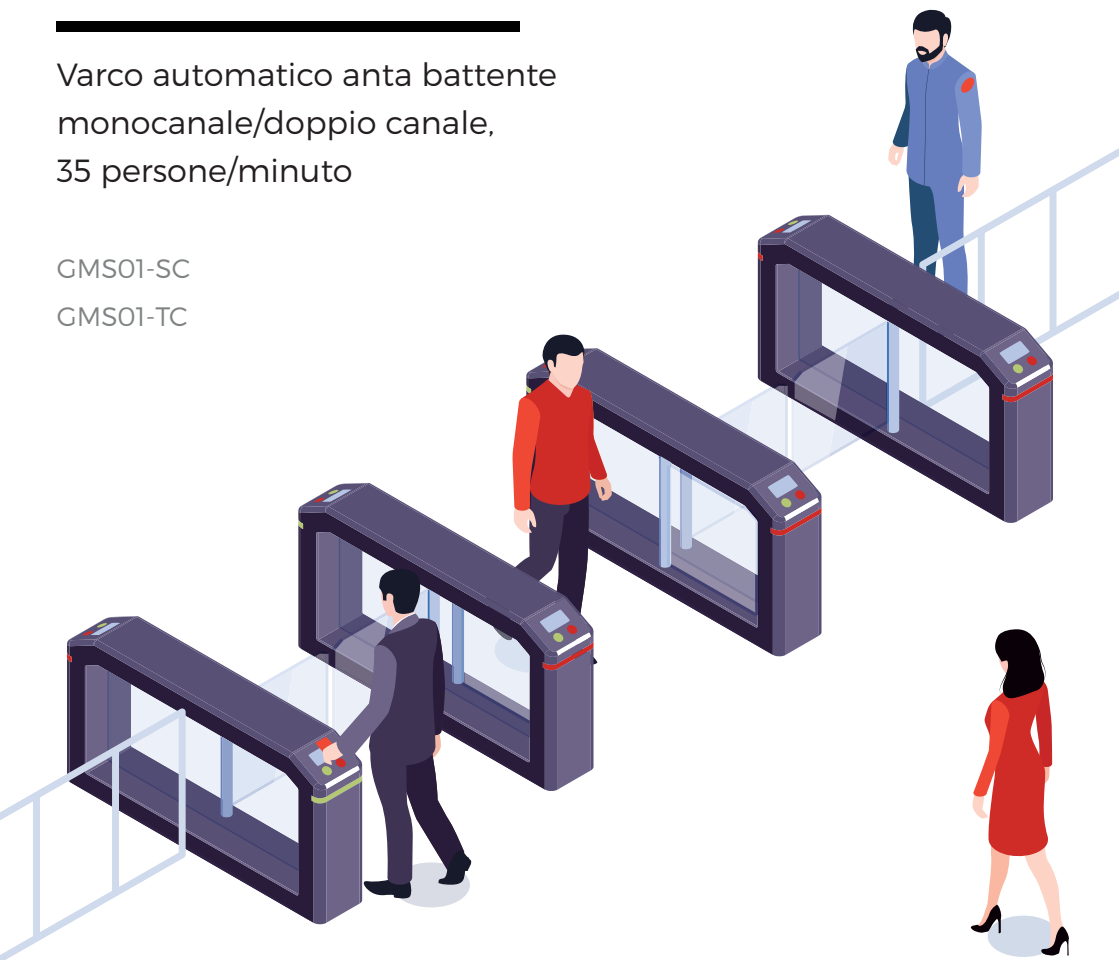 Varco automatico anta battente
monocanale/doppio canale,
35 persone/minuto
GMS01-SC
GMS01-TC